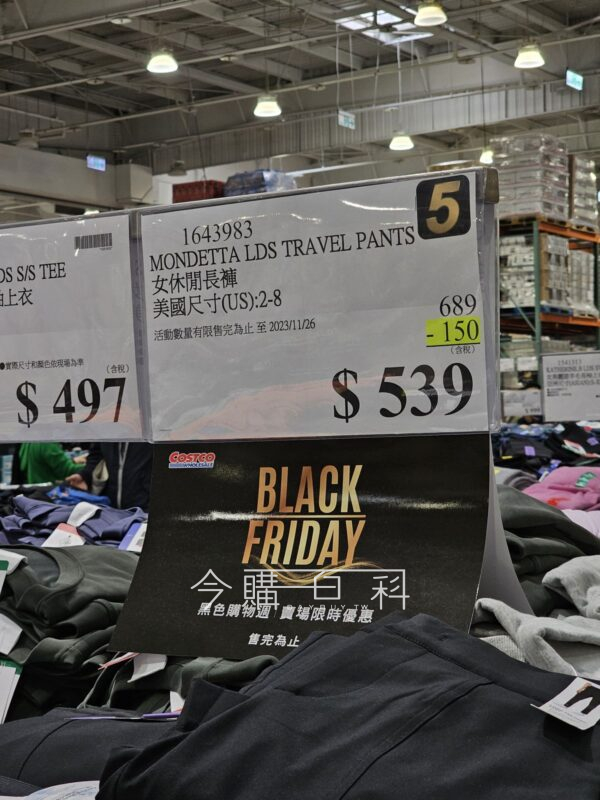 DS S/S TEE
袖上衣
●實際尺寸和顏色依現場為準
(含稅)
$ 497
5
1643983
MONDETTA LDS TRAVEL PANTS
女休閒長褲
美國尺寸(US):2-8
活動數量有限售完為止 至 2023/11/26
689
- 150
(含稅)
$ 539
COSTCO
WHOLESALE
BLACK
FRIDAY
今購百科
黑色購物週 賣場限時優惠
售完為止